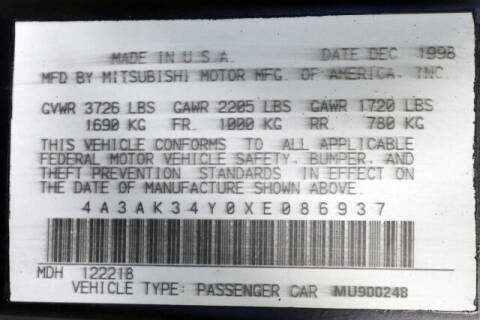 MADE IN U.S.A. DATE DEC 1998
MFD BY MITSUBISHI MOTOR MFG. OF AMERICA, INC.
GVWR 3726 LBS GAWR 2205 LBS GAWR 1720 LBS
1690 KG FR. 1000 KG RR. 780 KG
THIS VEHICLE CONFORMS TO ALL APPLICABLE
FEDERAL MOTOR VEHICLE SAFETY, BUMPER, AND
THEFT PREVENTION STANDARDS IN EFFECT ON
THE DATE OF MANUFACTURE SHOWN ABOVE.
4A3AK34Y0XE086937
MDH 122218
VEHICLE TYPE: PASSENGER CAR MU900248